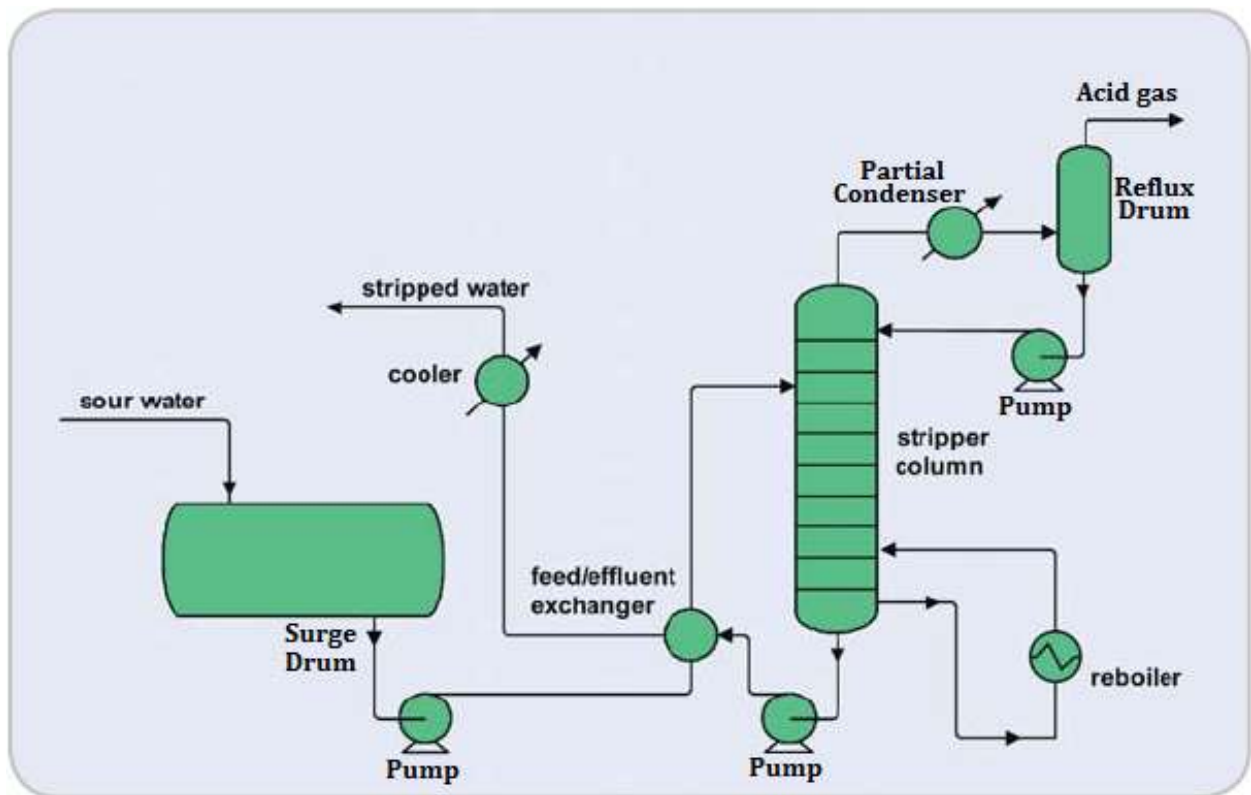 Acid gas
Partial
Condenser
Reflux
Drum
stripped water
cooler
Pump
sour water
stripper
column
feed/effluent
exchanger
Surge
Drum
reboiler
Pump
Pump